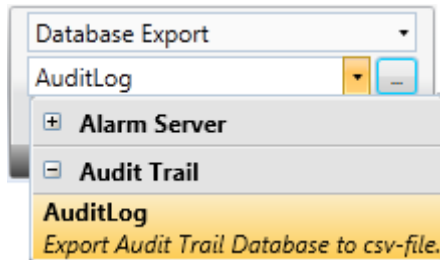 Database Export
AuditLog
...
Alarm Server
Audit Trail
AuditLog
Export Audit Trail Database to csv-file.